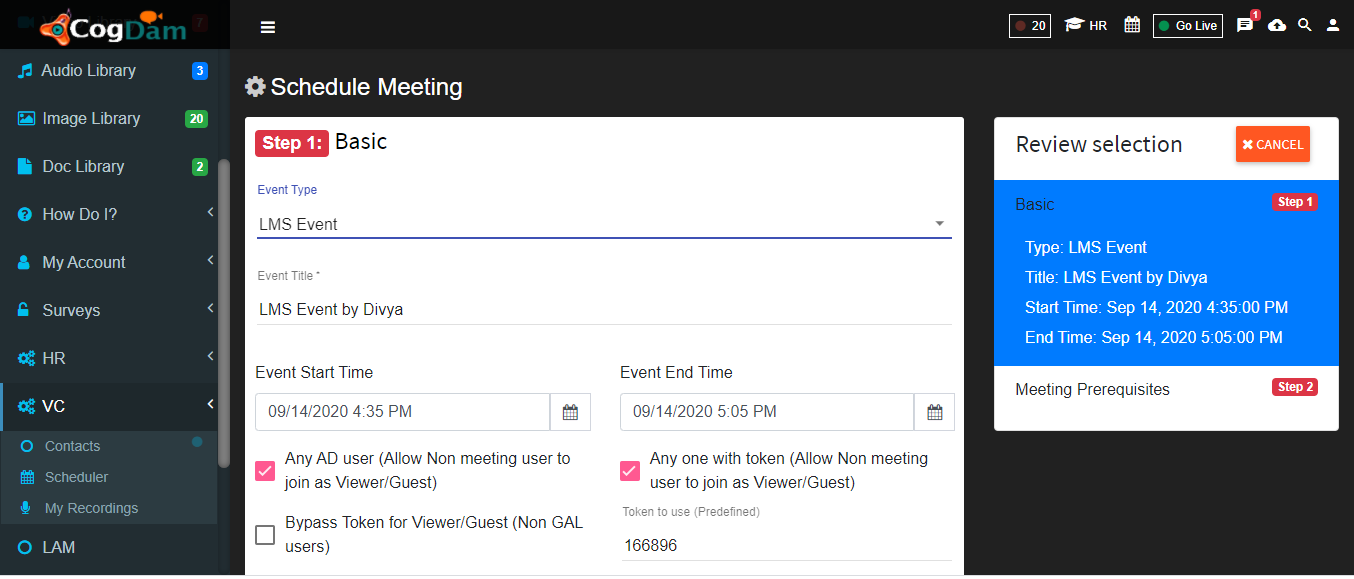 CogDam
7
20
HR
Go Live
1
Audio Library
3
Image Library
20
Doc Library
2
How Do I?
My Account
Surveys
HR
VC
Contacts
Scheduler
My Recordings
LAM
Schedule Meeting
Step 1: Basic
Event Type
LMS Event
Event Title *
LMS Event by Divya
Event Start Time
09/14/2020 4:35 PM
Event End Time
09/14/2020 5:05 PM
Any AD user (Allow Non meeting user to
join as Viewer/Guest)
Any one with token (Allow Non meeting
user to join as Viewer/Guest)
Bypass Token for Viewer/Guest (Non GAL
users)
Token to use (Predefined)
166896
Review selection
CANCEL
Basic
Step 1
Type: LMS Event
Title: LMS Event by Divya
Start Time: Sep 14, 2020 4:35:00 PM
End Time: Sep 14, 2020 5:05:00 PM
Meeting Prerequisites
Step 2